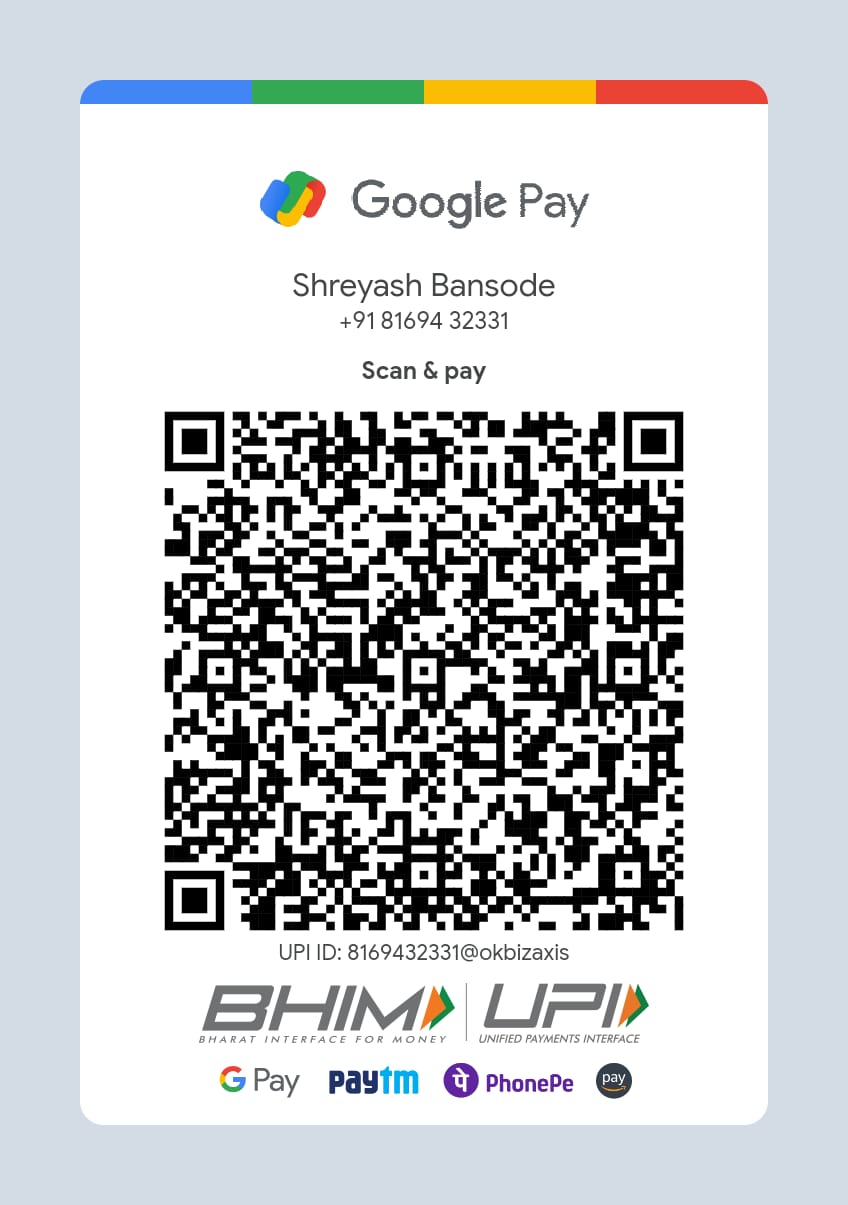 Google Pay
Shreyash Bansode
+91 81694 32331
Scan & pay
UPI ID: 8169432331@okbizaxis
BHIM UPI
BHARAT INTERFACE FOR MONEY UNIFIED PAYMENTS INTERFACE
G Pay paytm पे PhonePe pay